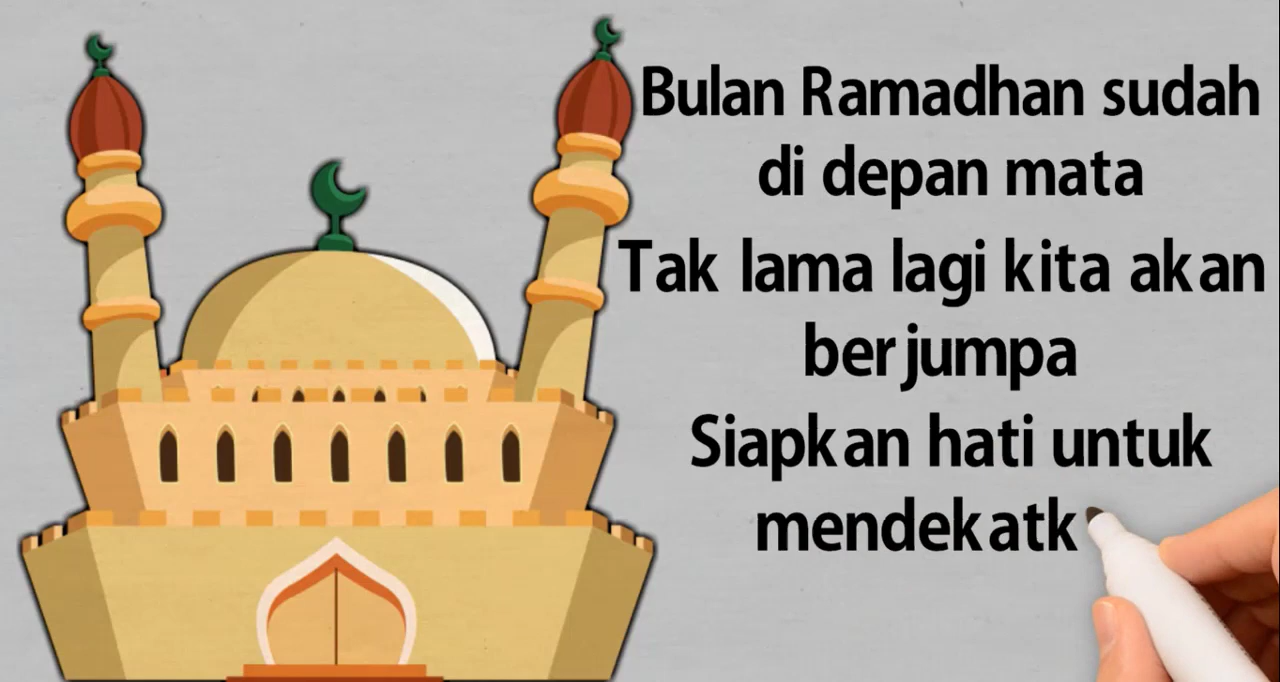 Bulan Ramadhan sudah
di depan mata
Tak lama lagi kita akan
berjumpa
Siapkan hati untuk
mendekatk